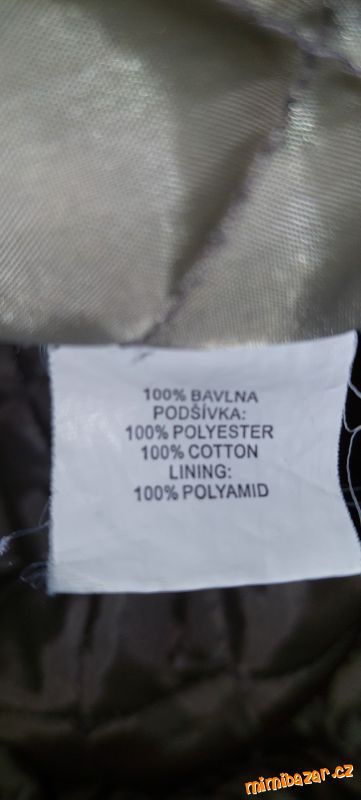 100% BAVLNA
PODŠÍVKA:
100% POLYESTER
100% COTTON
LINING:
100% POLYAMID
mimibazar.cz